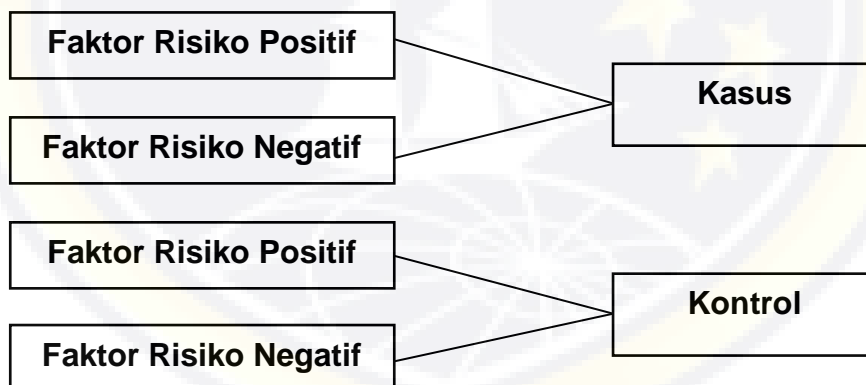 Faktor Risiko Positif
Kasus
Faktor Risiko Negatif
Faktor Risiko Positif
Kontrol
Faktor Risiko Negatif